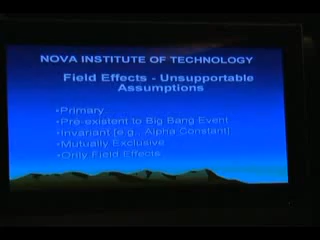 NOVA INSTITUTE OF TECHNOLOGY
Field Effects - Unsupportable
Assumptions
•Primary
•Pre-existent to Big Bang Event
•Invariant [e.g., Alpha Constant]
•Mutually Exclusive
•Only Field Effects